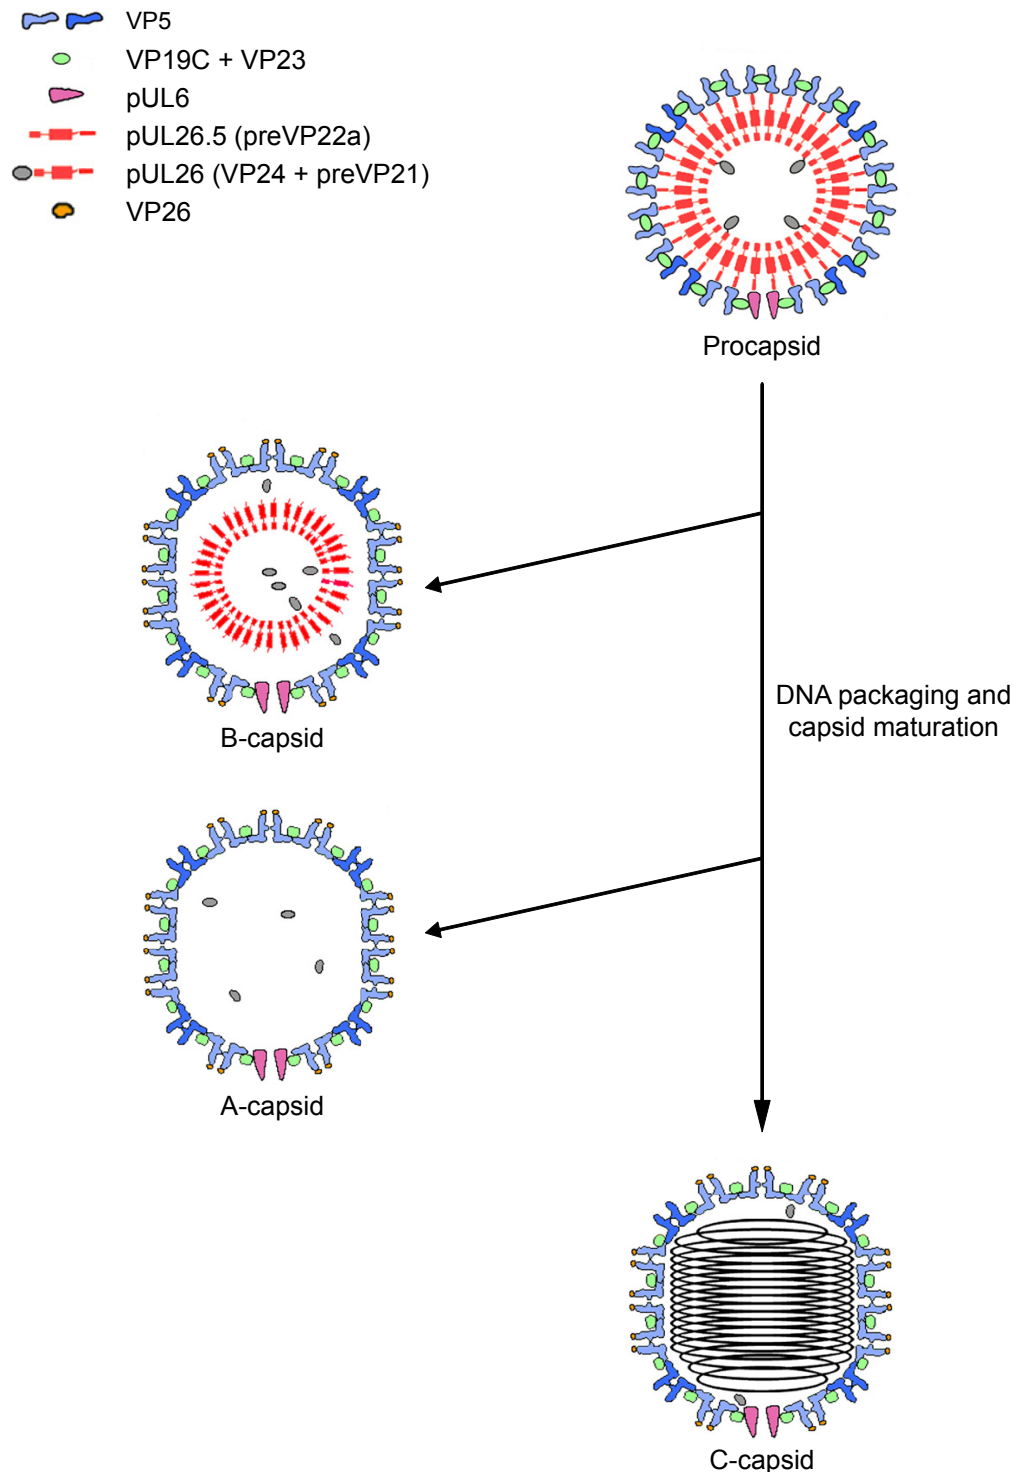 VP5
VP19C + VP23
pUL6
pUL26.5 (preVP22a)
pUL26 (VP24 + preVP21)
VP26
Procapsid
B-capsid
DNA packaging and
capsid maturation
A-capsid
C-capsid